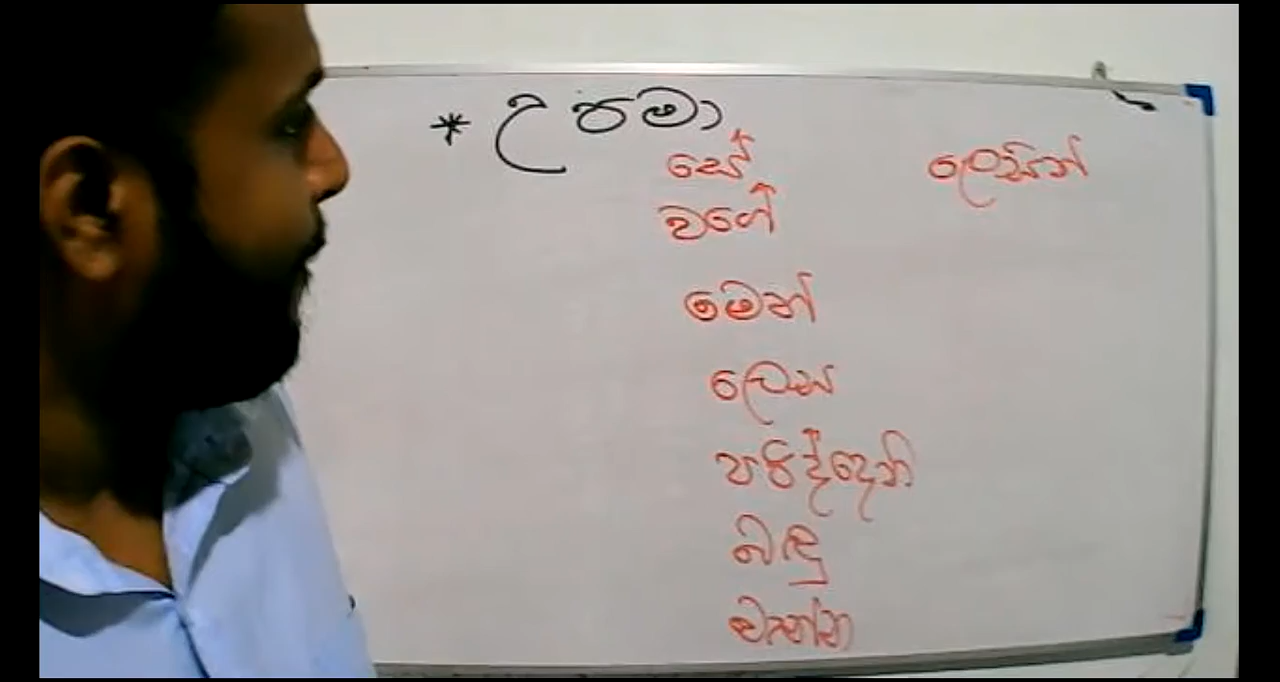 * උපමා
සේ ලෙසින්
වගේ
මෙන්
ලෙස
පරිද්දෙන්
බඳු
වැන්න